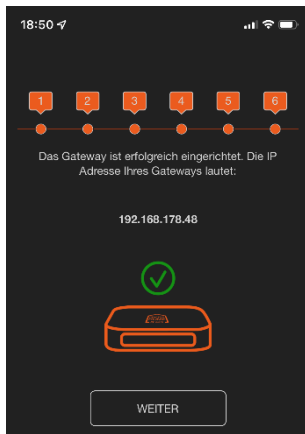 18:50
1 2 3 4 5 6
Das Gateway ist erfolgreich eingerichtet. Die IP
Adresse Ihres Gateways lautet:
192.168.178.48
WEITER